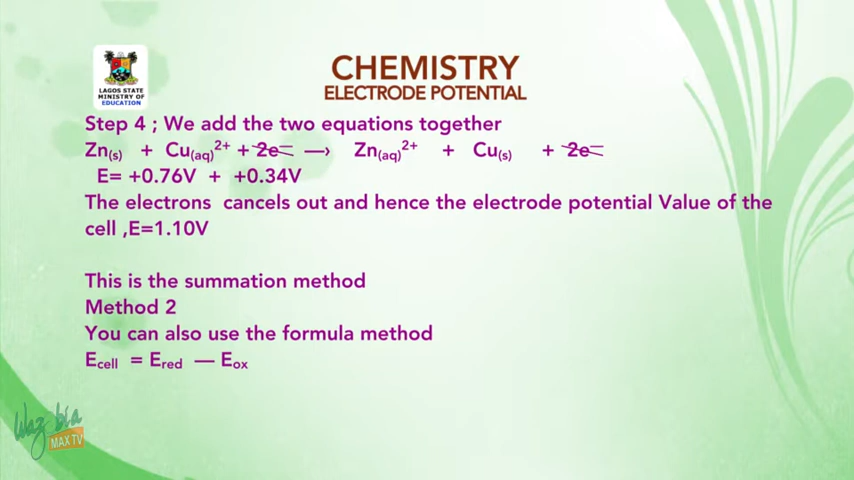 LAGOS STATE
MINISTRY OF
EDUCATION
CHEMISTRY
ELECTRODE POTENTIAL
Step 4 ; We add the two equations together
Zn(s) + Cu(aq)2+ + 2e– —› Zn(aq)2+ + Cu(s) + 2e–
E= +0.76V + +0.34V
The electrons cancels out and hence the electrode potential Value of the
cell ,E=1.10V
This is the summation method
Method 2
You can also use the formula method
Ecell = Ered — Eox
Wazobia
MAX TV